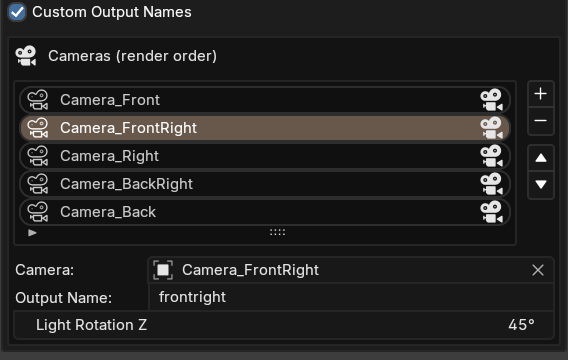 Custom Output Names
Cameras (render order)
Camera_Front
Camera_FrontRight
Camera_Right
Camera_BackRight
Camera_Back
Camera: Camera_FrontRight
Output Name: frontright
Light Rotation Z 45°